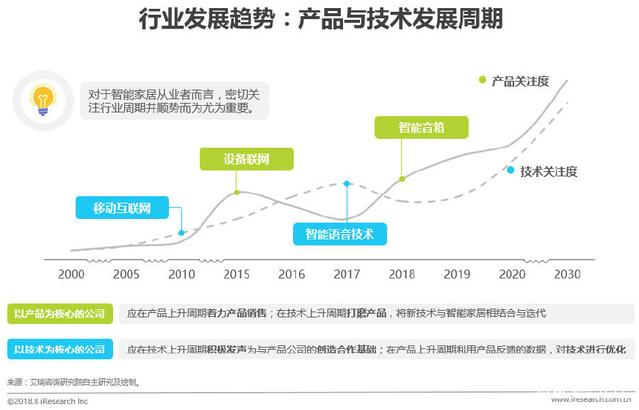 行业发展趋势：产品与技术发展周期
对于智能家居从业者而言，密切关
注行业周期并顺势而为尤为重要。
产品关注度
智能音箱
设备联网
技术关注度
移动互联网
智能语音技术
2000 2005 2010 2015 2016 2017 2018 2019 2020 2030
以产品为核心的公司 应在产品上升周期着力产品销售；在技术上升周期打磨产品，将新技术与智能家居相结合与迭代
以技术为核心的公司 应在技术上升周期积极发声为与产品公司的创造合作基础；在产品上升周期利用产品反馈的数据，对技术进行优化
来源：艾瑞咨询研究院自主研究及绘制。
©2018.8 iResearch Inc www.iresearch.com.cn